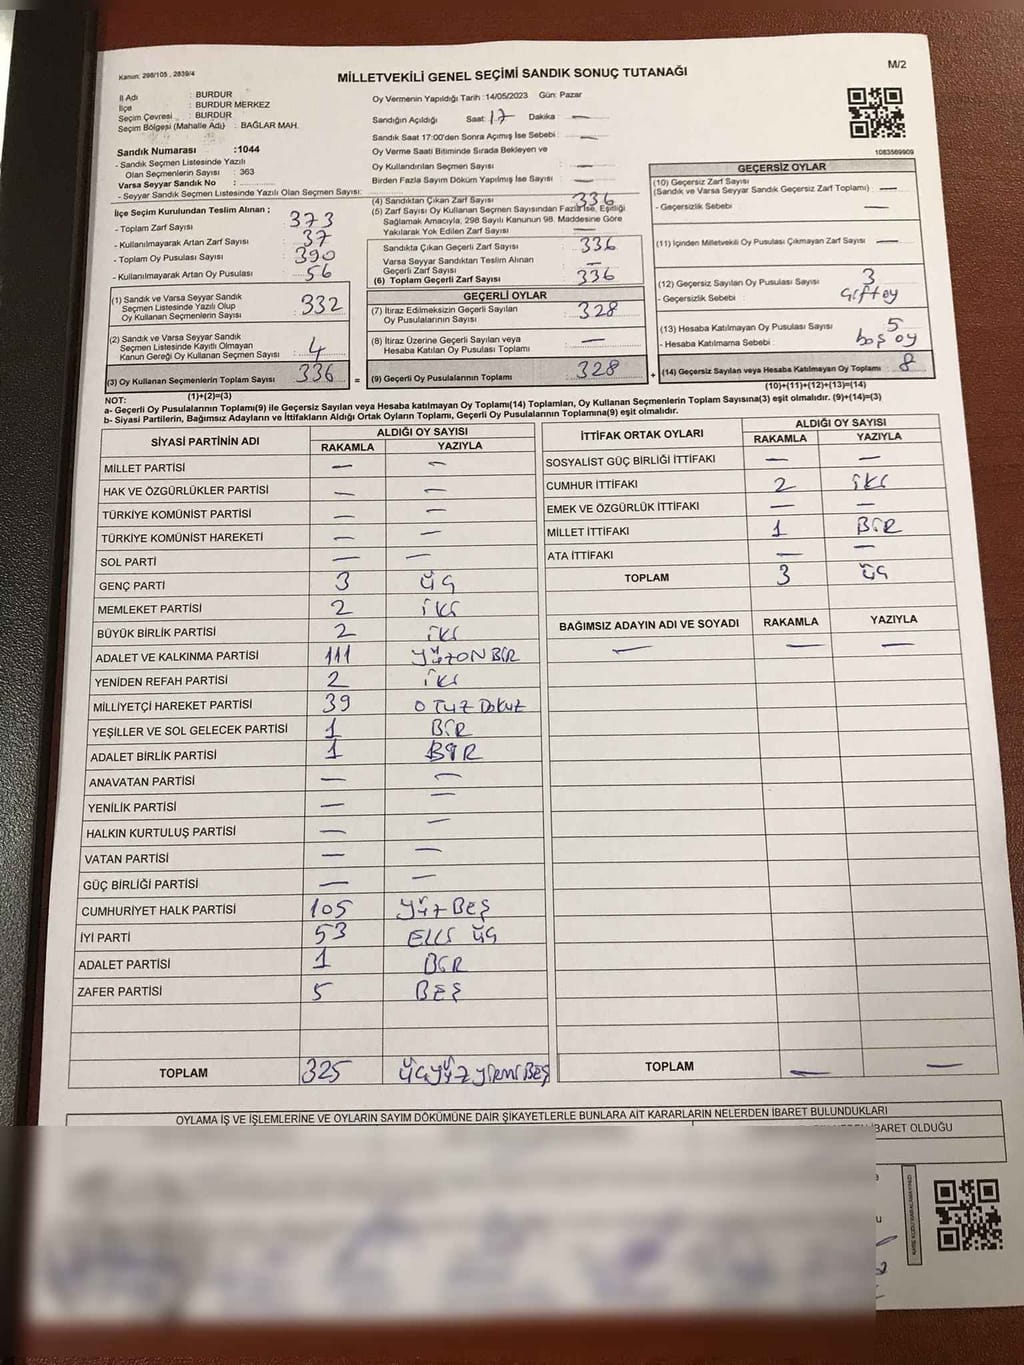 Kanun: 298/105 , 2839/4
MİLLETVEKİLİ GENEL SEÇİMİ SANDIK SONUÇ TUTANAĞI
M/2
İl Adı : BURDUR
İlçe : BURDUR MERKEZ
Seçim Çevresi : BURDUR
Seçim Bölgesi (Mahalle Adı) : BAĞLAR MAH.
Sandık Numarası :1044
- Sandık Seçmen Listesinde Yazılı
Olan Seçmenlerin Sayısı : 363
Varsa Seyyar Sandık No :
- Seyyar Sandık Seçmen Listesinde Yazılı Olan Seçmen Sayısı:
Oy Vermenin Yapıldığı Tarih :14/05/2023 Gün: Pazar
Sandığın Açıldığı Saat: 17 Dakika : —
Sandık Saat 17:00'den Sonra Açımış İse Sebebi : —
Oy Verme Saati Bitiminde Sırada Bekleyen ve
Oy Kullandırılan Seçmen Sayısı : —
Birden Fazla Sayım Döküm Yapılmış İse Sayısı : —
1083569909
İlçe Seçim Kurulundan Teslim Alınan ;
- Toplam Zarf Sayısı : 373
- Kullanılmayarak Artan Zarf Sayısı : 37
- Toplam Oy Pusulası Sayısı : 390
- Kullanılmayarak Artan Oy Pusulası : 56
(1) Sandık ve Varsa Seyyar Sandık
Seçmen Listesinde Yazılı Olup
Oy Kullanan Seçmenlerin Sayısı : 332
(2) Sandık ve Varsa Seyyar Sandık
Seçmen Listesinde Kayıtlı Olmayan
Kanun Gereği Oy Kullanan Seçmen Sayısı : 4
(3) Oy Kullanan Seçmenlerin Toplam Sayısı : 336
(1)+(2)=(3)
(4) Sandıktan Çıkan Zarf Sayısı : 336
(5) Zarf Sayısı Oy Kullanan Seçmen Sayısından Fazla İse, Eşitliği
Sağlamak Amacıyla, 298 Sayılı Kanunun 98. Maddesine Göre
Yakılarak Yok Edilen Zarf Sayısı : —
Sandıkta Çıkan Geçerli Zarf Sayısı : 336
Varsa Seyyar Sandıktan Teslim Alınan
Geçerli Zarf Sayısı : —
(6) Toplam Geçerli Zarf Sayısı : 336
GEÇERLİ OYLAR
(7) İtiraz Edilmeksizin Geçerli Sayılan
Oy Pusulalarının Sayısı : 328
(8) İtiraz Üzerine Geçerli Sayılan veya
Hesaba Katılan Oy Pusulası Toplamı : —
= (9) Geçerli Oy Pusulalarının Toplamı : 328
GEÇERSİZ OYLAR
(10) Geçersiz Zarf Sayısı
(Sandık ve Varsa Seyyar Sandık Geçersiz Zarf Toplamı) : —
- Geçersizlik Sebebi : —
(11) İçinden Milletvekili Oy Pusulası Çıkmayan Zarf Sayısı : —
(12) Geçersiz Sayılan Oy Pusulası Sayısı : 3
- Geçersizlik Sebebi : çift oy
(13) Hesaba Katılmayan Oy Pusulası Sayısı : 5
- Hesaba Katılmama Sebebi : boş oy
+ (14) Geçersiz Sayılan veya Hesaba Katılmayan Oy Toplamı : 8
(10)+(11)+(12)+(13)=(14)
NOT:
a- Geçerli Oy Pusulalarının Toplamı(9) ile Geçersiz Sayılan veya Hesaba katılmayan Oy Toplamı(14) Toplamları, Oy Kullanan Seçmenlerin Toplam Sayısına(3) eşit olmalıdır. (9)+(14)=(3)
b- Siyasi Partilerin, Bağımsız Adayların ve İttifakların Aldığı Ortak Oyların Toplamı, Geçerli Oy Pusulalarının Toplamına(9) eşit olmalıdır.
SİYASİ PARTİNİN ADI ALDIĞI OY SAYISI
RAKAMLA YAZIYLA
MİLLET PARTİSİ — —
HAK VE ÖZGÜRLÜKLER PARTİSİ — —
TÜRKİYE KOMÜNİST PARTİSİ — —
TÜRKİYE KOMÜNİST HAREKETİ — —
SOL PARTİ — —
GENÇ PARTİ 3 üç
MEMLEKET PARTİSİ 2 iki
BÜYÜK BİRLİK PARTİSİ 2 iki
ADALET VE KALKINMA PARTİSİ 111 yüzON BİR
YENİDEN REFAH PARTİSİ 2 iki
MİLLİYETÇİ HAREKET PARTİSİ 39 OTuz Dokuz
YEŞİLLER VE SOL GELECEK PARTİSİ 1 BİR
ADALET BİRLİK PARTİSİ 1 BİR
ANAVATAN PARTİSİ — —
YENİLİK PARTİSİ — —
HALKIN KURTULUŞ PARTİSİ — —
VATAN PARTİSİ — —
GÜÇ BİRLİĞİ PARTİSİ — —
CUMHURİYET HALK PARTİSİ 105 yüz BEŞ
İYİ PARTİ 53 ELLi üç
ADALET PARTİSİ 1 BİR
ZAFER PARTİSİ 5 BEŞ
TOPLAM 325 üçyüz yirmi BEŞ
İTTİFAK ORTAK OYLARI ALDIĞI OY SAYISI
RAKAMLA YAZIYLA
SOSYALİST GÜÇ BİRLİĞİ İTTİFAKI — —
CUMHUR İTTİFAKI 2 iki
EMEK VE ÖZGÜRLÜK İTTİFAKI — —
MİLLET İTTİFAKI 1 BİR
ATA İTTİFAKI — —
TOPLAM 3 üç
BAĞIMSIZ ADAYIN ADI VE SOYADI RAKAMLA YAZIYLA
— — —
TOPLAM — —
OYLAMA İŞ VE İŞLEMLERİNE VE OYLARIN SAYIM DÖKÜMÜNE DAİR ŞİKAYETLERLE BUNLARA AİT KARARLARIN NELERDEN İBARET BULUNDUKLARI
İBARET OLDUĞU